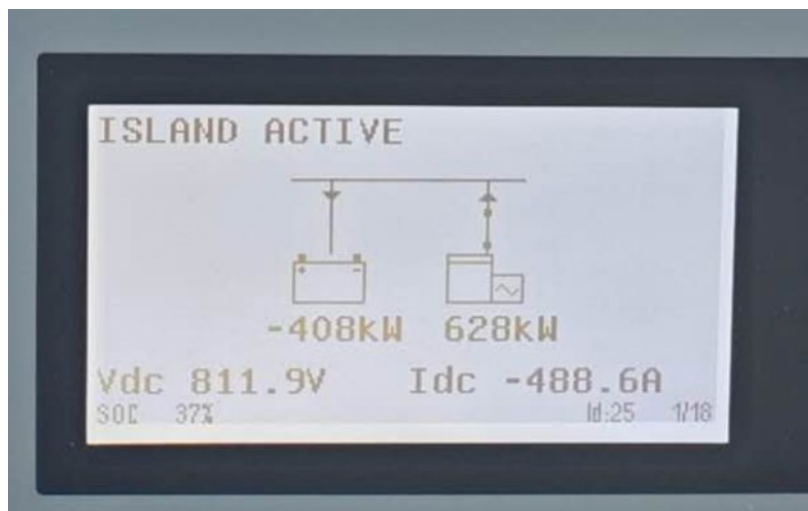 ISLAND ACTIVE
+ -
-408kW 628kW
Vdc 811.9V Idc -488.6A
SOC 37% Id:25 1/18